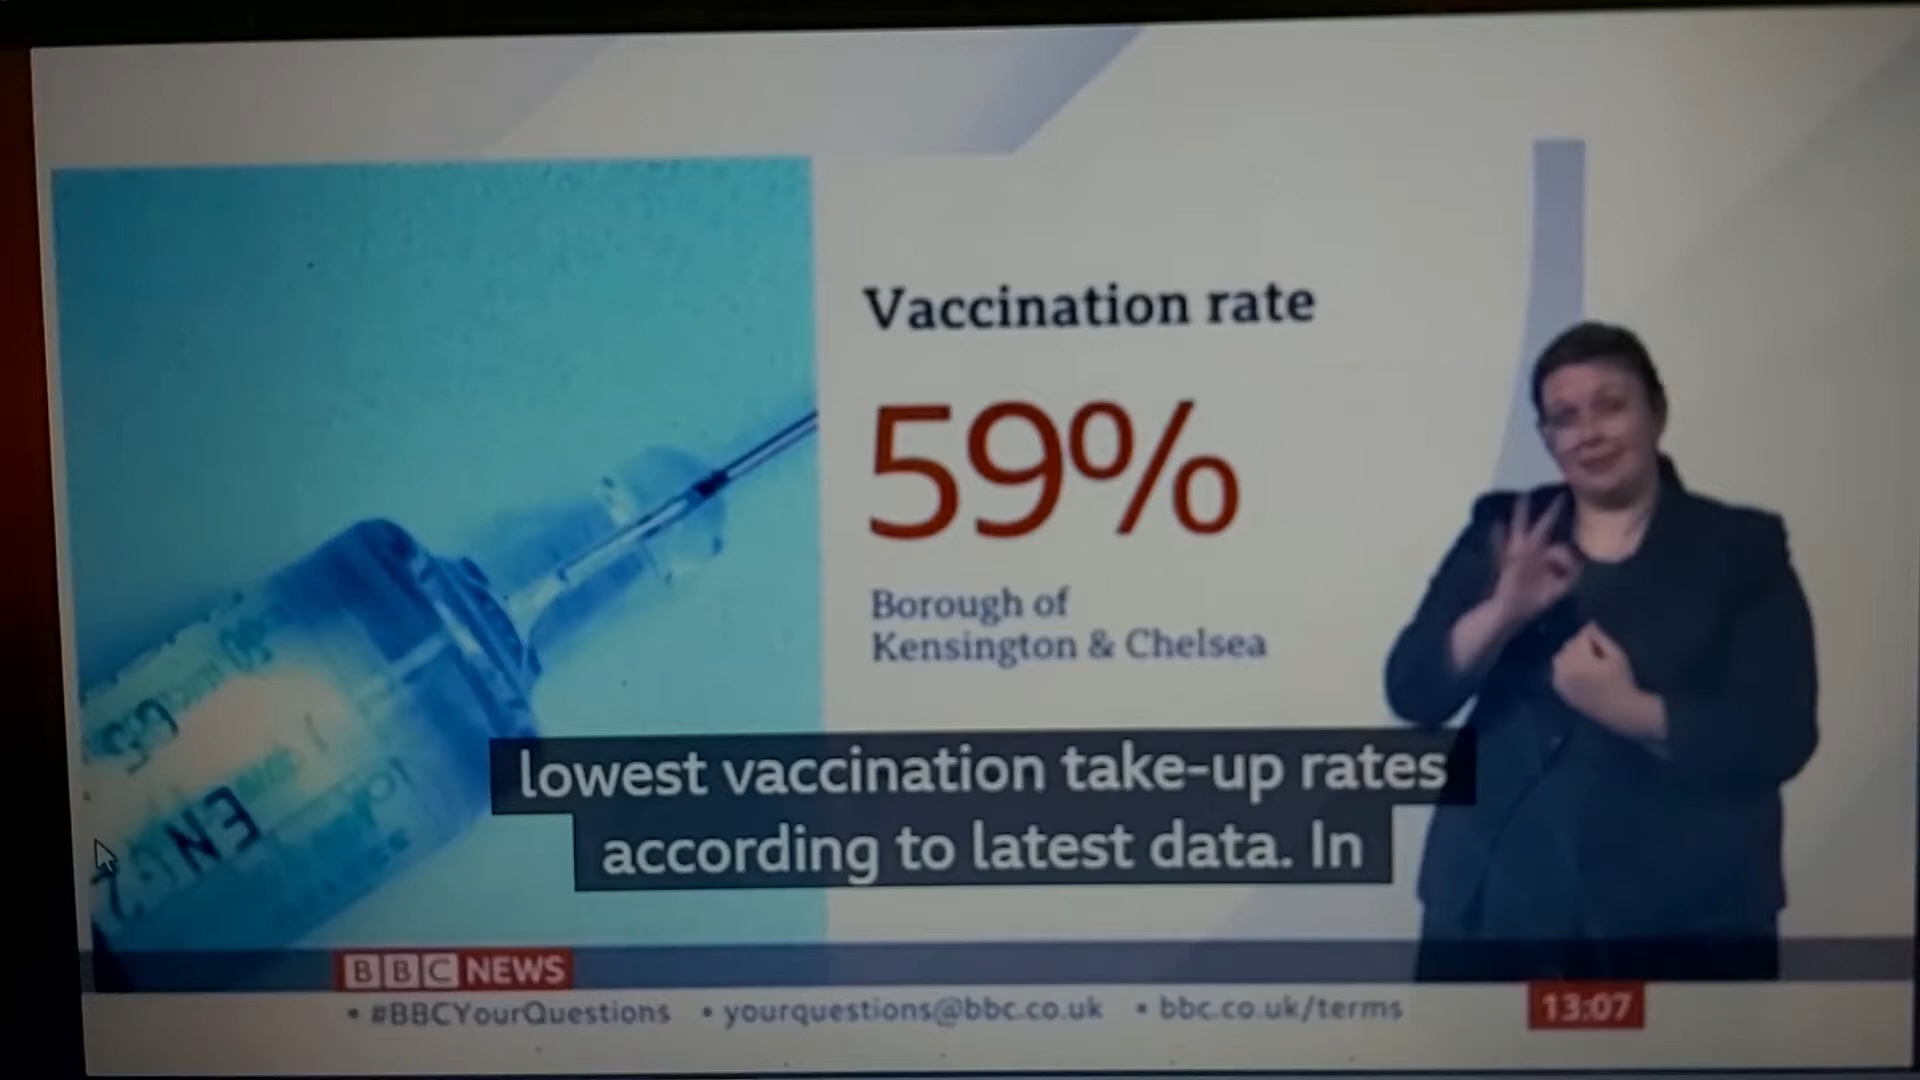 Vaccination rate
59%
Borough of
Kensington & Chelsea
lowest vaccination take-up rates
according to latest data. In
BBC NEWS
• #BBCYourQuestions • yourquestions@bbc.co.uk • bbc.co.uk/terms
13:07